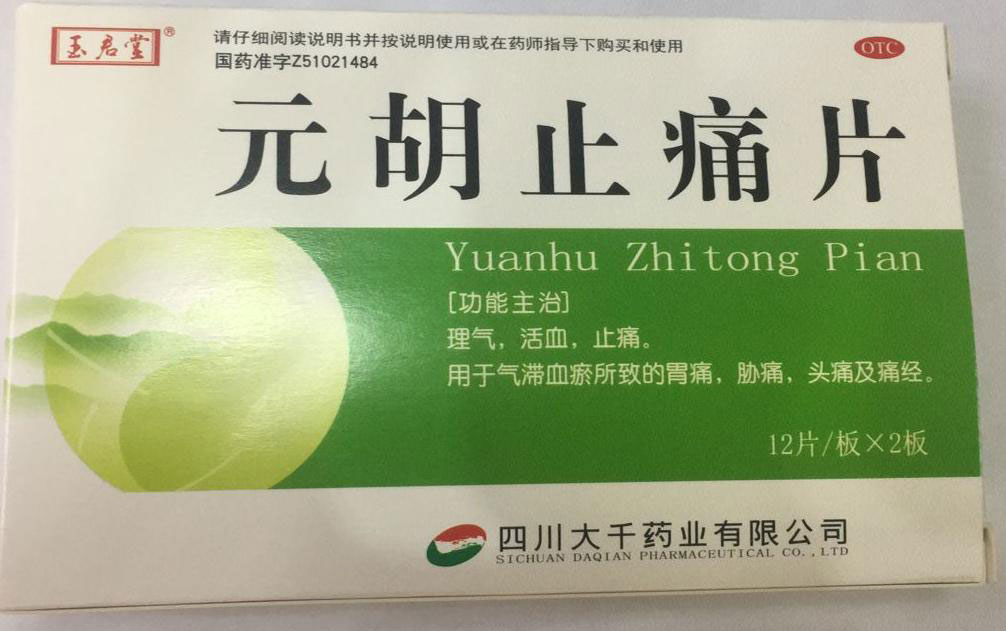 玉君堂®
请仔细阅读说明书并按说明使用或在药师指导下购买和使用
国药准字Z51021484
OTC
元胡止痛片
Yuanhu Zhitong Pian
[功能主治]
理气，活血，止痛。
用于气滞血瘀所致的胃痛，胁痛，头痛及痛经。
12片/板×2板
四川大千药业有限公司
SICHUAN DAQIAN PHARMACEUTICAL CO.,LTD